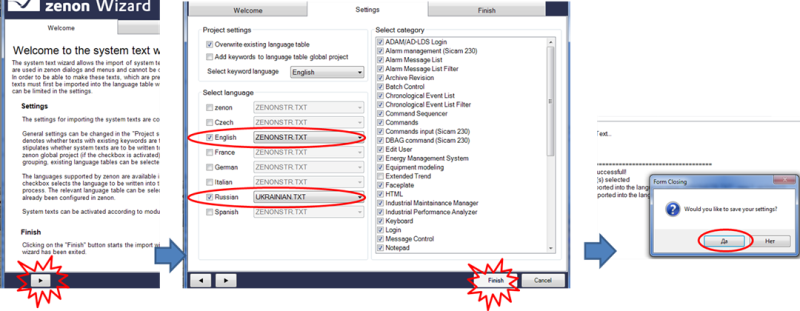 zenon Wizard
Welcome
Welcome to the system text w
The system text wizard allows the import of system te
are used in zenon dialogs and menus and cannot be c
In order to be able to make these texts, which are pre
texts must first be imported into the language table w
can be limited in the settings.
Settings
The settings for importing the system texts are co
General settings can be changed in the "Project s
denotes whether texts with existing keywords are
stipulates whether system texts are to be written to
zenon global project (if the checkbox is activated)
grouping, existing language tables can be selecte
The languages supported by zenon are available i
checkbox selects the language to be written into t
process. The relevant language table can be selec
already been configured in zenon.
System texts can be activated according to modu
Finish
Clicking on the "Finish" button starts the import w
wizard has been exited.
Welcome
Settings
Finish
Project settings
Overwrite existing language table
Add keywords to language table global project
Select keyword language English
Select language
zenon ZENONSTR.TXT
Czech ZENONSTR.TXT
English ZENONSTR.TXT
France ZENONSTR.TXT
German ZENONSTR.TXT
Italian ZENONSTR.TXT
Russian UKRAINIAN.TXT
Spanish ZENONSTR.TXT
Select category
ADAM/AD-LDS Login
Alarm management (Sicam 230)
Alarm Message List
Alarm Message List Filter
Archive Revision
Batch Control
Chronological Event List
Chronological Event List Filter
Command Sequencer
Commands
Commands input (Sicam 230)
DBAG command (Sicam 230)
Edit User
Energy Management System
Equipment modeling
Extended Trend
Faceplate
HTML
Industrial Maintainance Manager
Industrial Performance Analyzer
Keyboard
Login
Message Control
Notepad
Finish
Cancel
Text...
uccessfull!
(s) selected
ported into the lang
ported into the lang
Form Closing
Would you like to save your settings?
Да
Нет